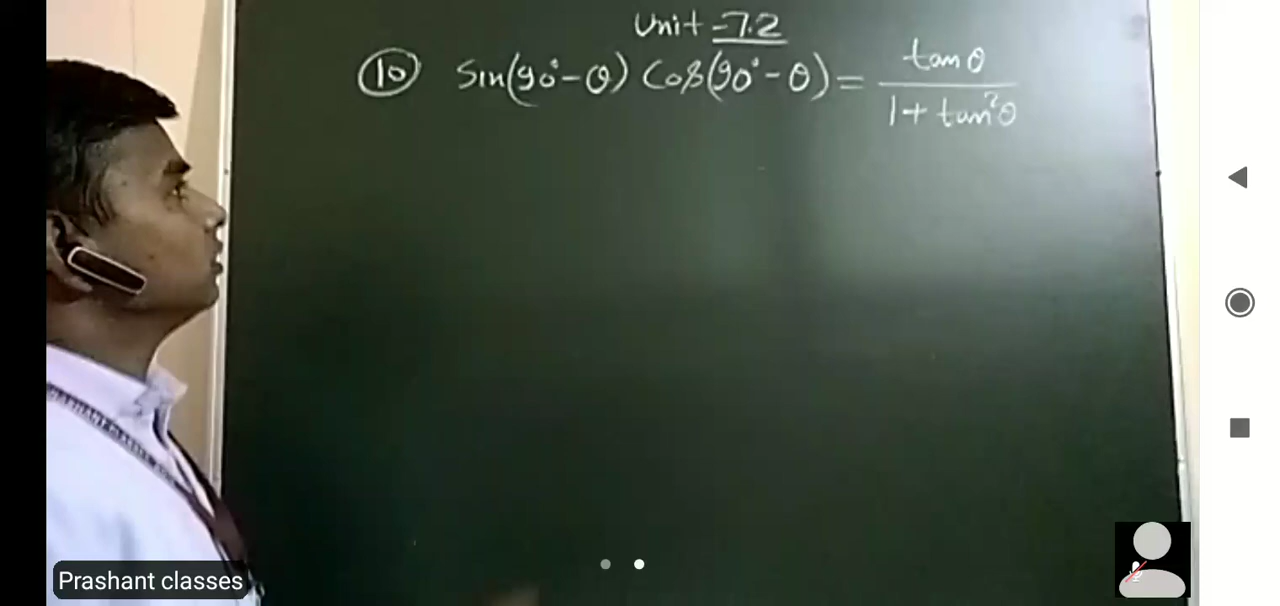 Unit -7.2
(10) Sin(90°-θ) Cos(90°-θ) = tanθ / 1 + tan²θ
Prashant classes